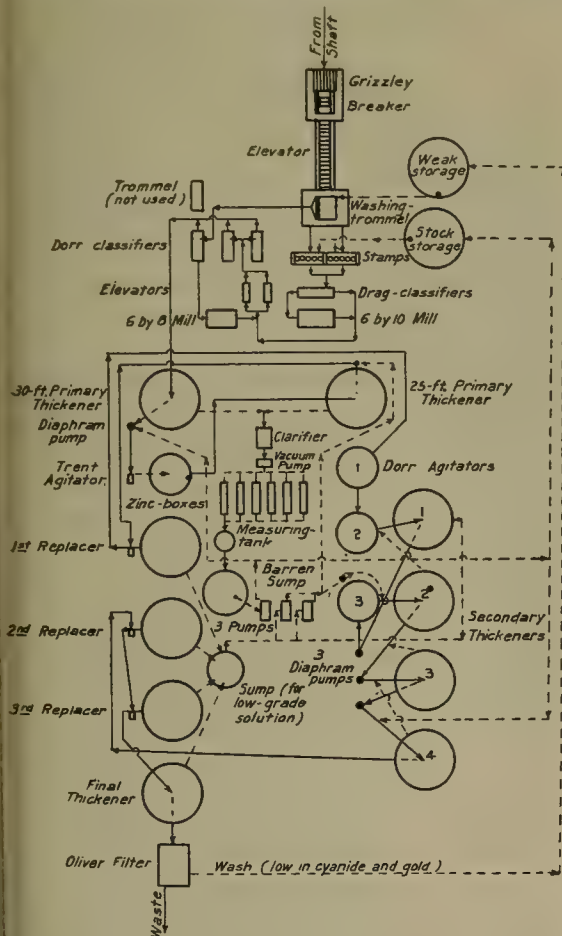 From
Shaft
Grizzley
Breaker
Elevator
Weak
storage
Trommel
(not used)
Washing-
trommel
Stock
storage
Dorr classifiers
Stamps
Elevators
Drag-classifiers
6 by 8 Mill
6 by 10 Mill
30-ft. Primary
Thickener
25-ft. Primary
Thickener
Diaphram
pump
Clarifier
Vacuum
Pump
Trent
Agitator.
1
Dorr Agitators
Zinc-boxes
1
Measuring-
tank
2
1st Replacer
Barren
Sump
3
2
2nd Replacer
3 Pumps
Secondary
Thickeners
3
Diaphram
pumps
3
Sump (for
low-grade
solution)
3rd Replacer
4
Final
Thickener
Oliver Filter
Wash (low in cyanide and gold)
Waste